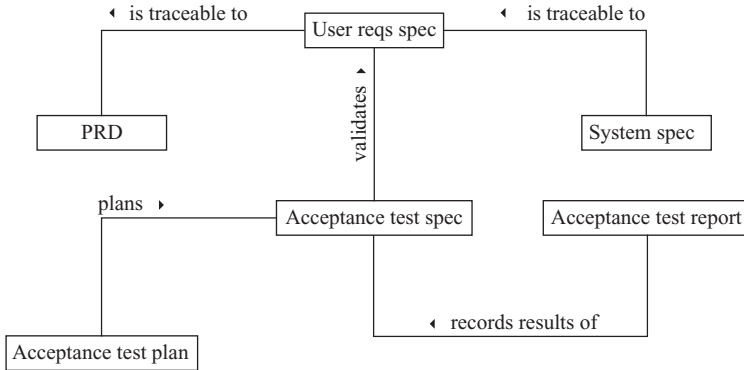 is traceable to
User reqs spec
is traceable to
PRD
validates
System spec
plans
Acceptance test spec
Acceptance test report
records results of
Acceptance test plan